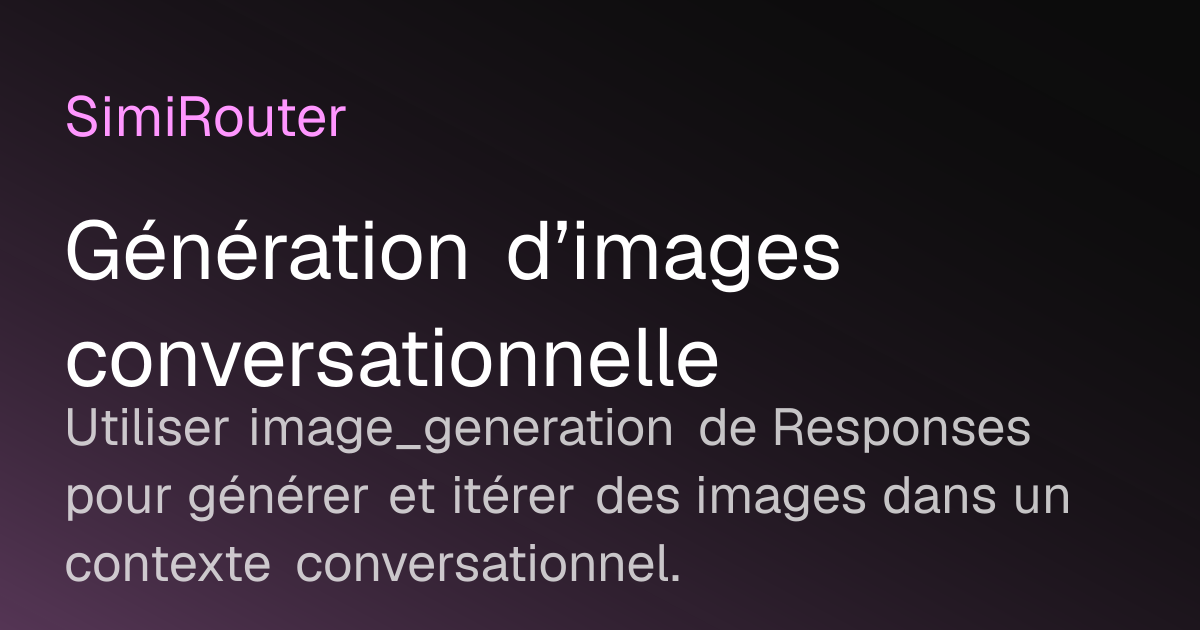 SimiRouter
Génération d’images
conversationnelle
Utiliser image_generation de Responses
pour générer et itérer des images dans un
contexte conversationnel.